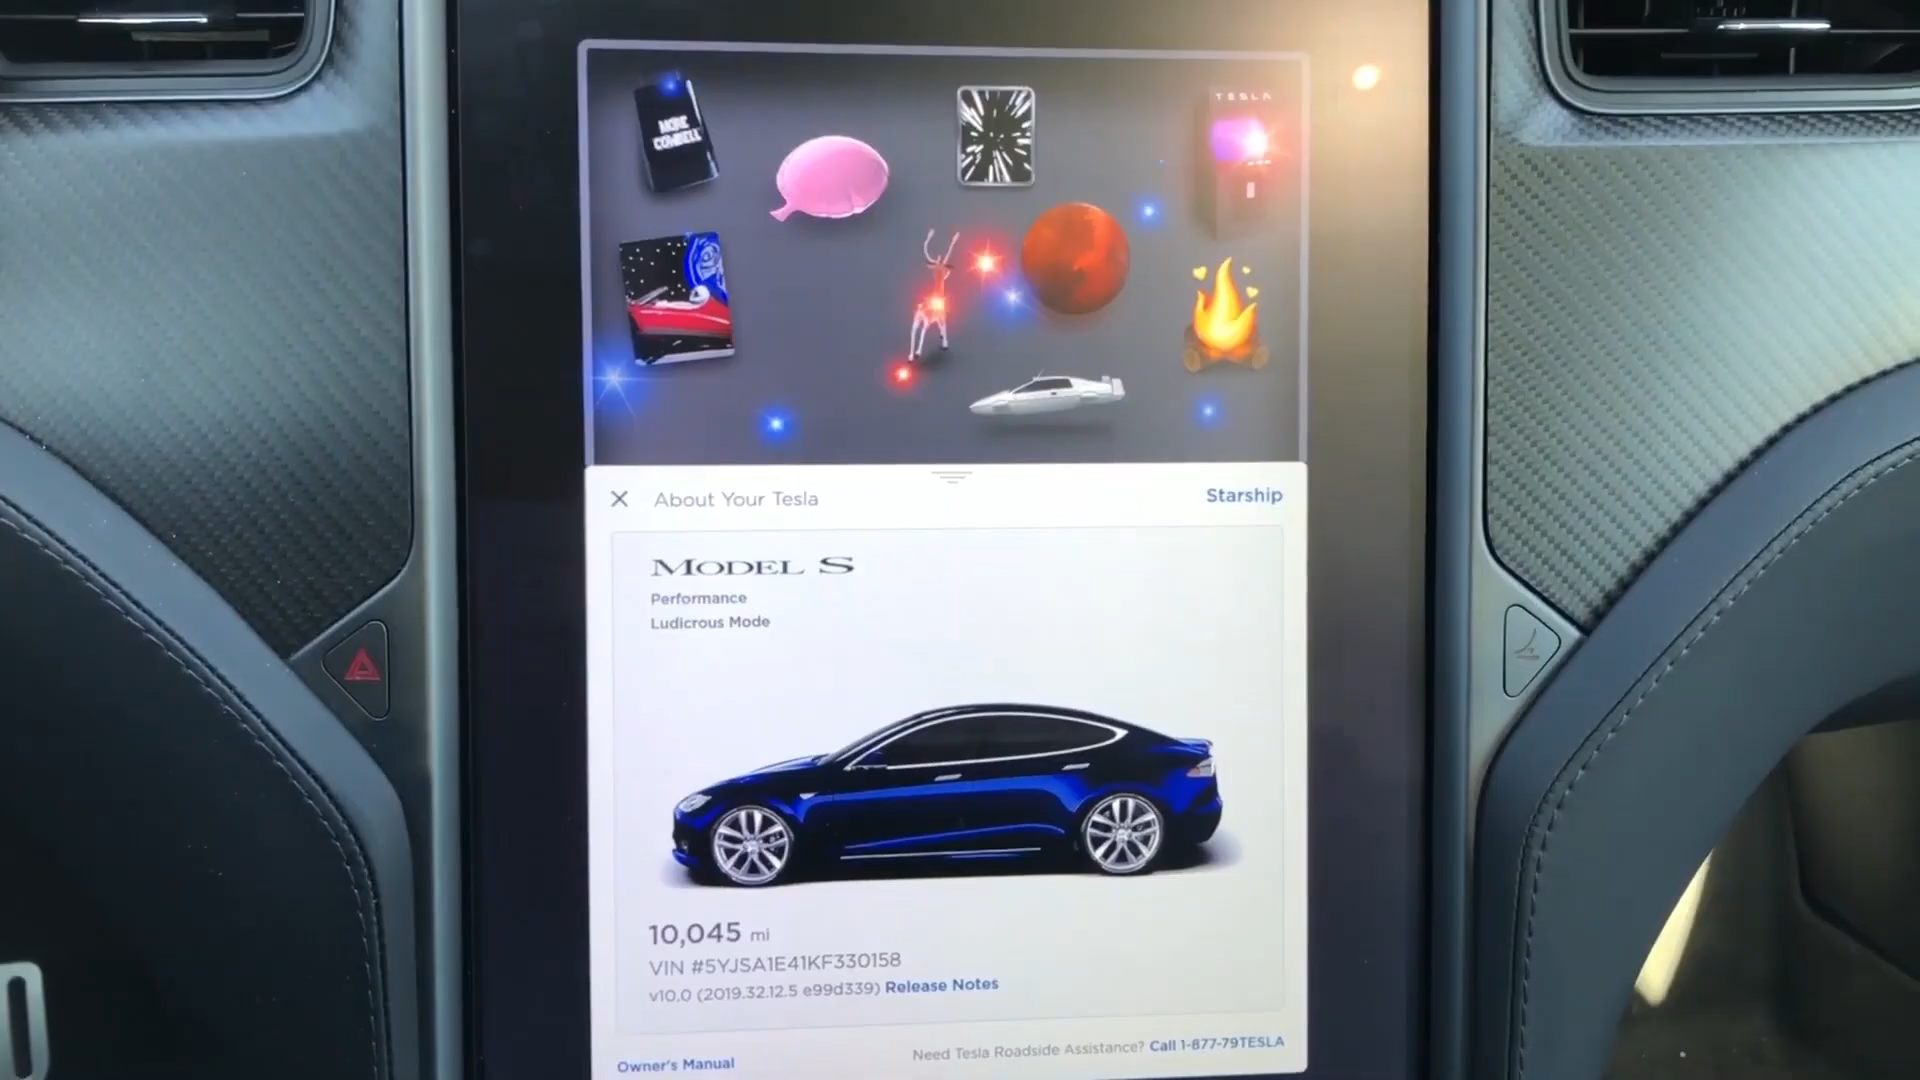 MORE
COWBELL
TESLA
About Your Tesla
Starship
MODEL S
Performance
Ludicrous Mode
10,045 mi
VIN #5YJSA1E41KF330158
v10.0 (2019.32.12.5 e99d339) Release Notes
Need Tesla Roadside Assistance? Call 1-877-79TESLA
Owner's Manual